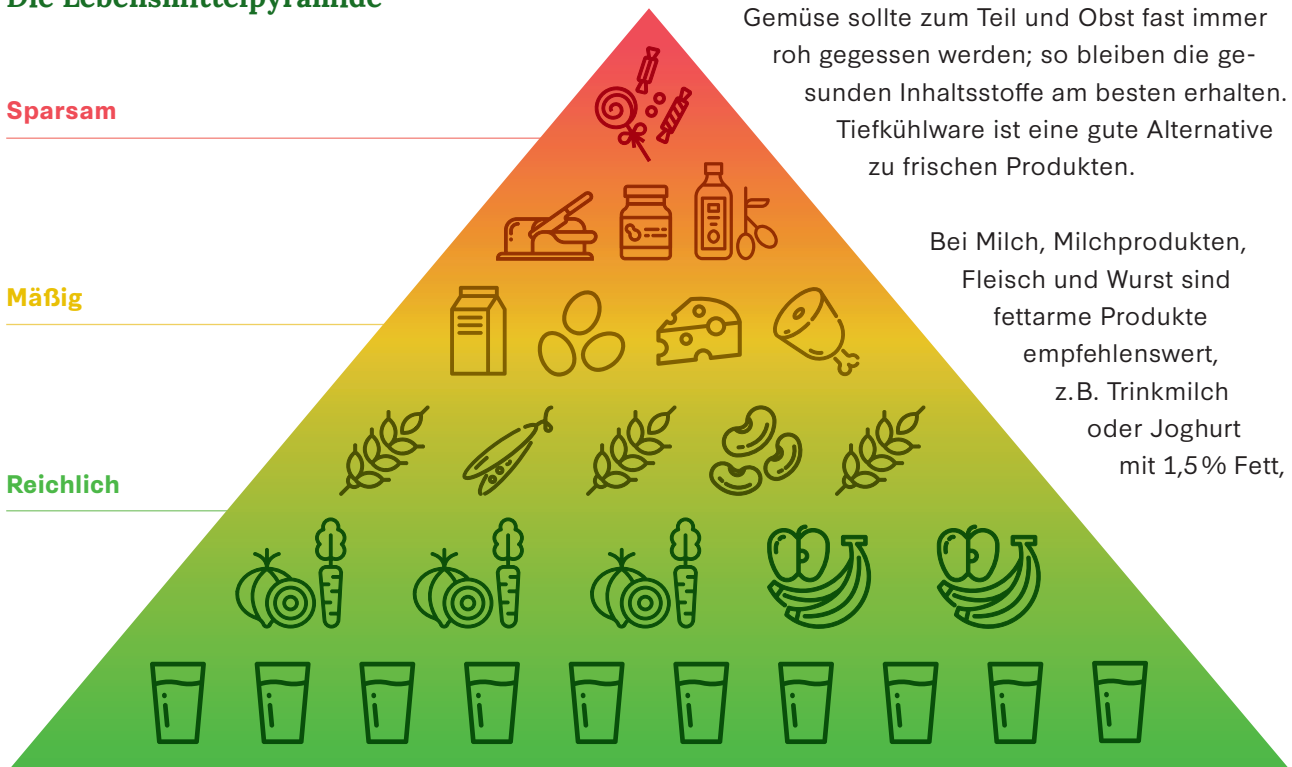 Die Lebensmittelpyramide
Gemüse sollte zum Teil und Obst fast immer
roh gegessen werden; so bleiben die ge-
sunden Inhaltsstoffe am besten erhalten.
Tiefkühlware ist eine gute Alternative
zu frischen Produkten.
Bei Milch, Milchprodukten,
Fleisch und Wurst sind
fettarme Produkte
empfehlenswert,
z.B. Trinkmilch
oder Joghurt
mit 1,5% Fett,
Sparsam
Mäßig
Reichlich